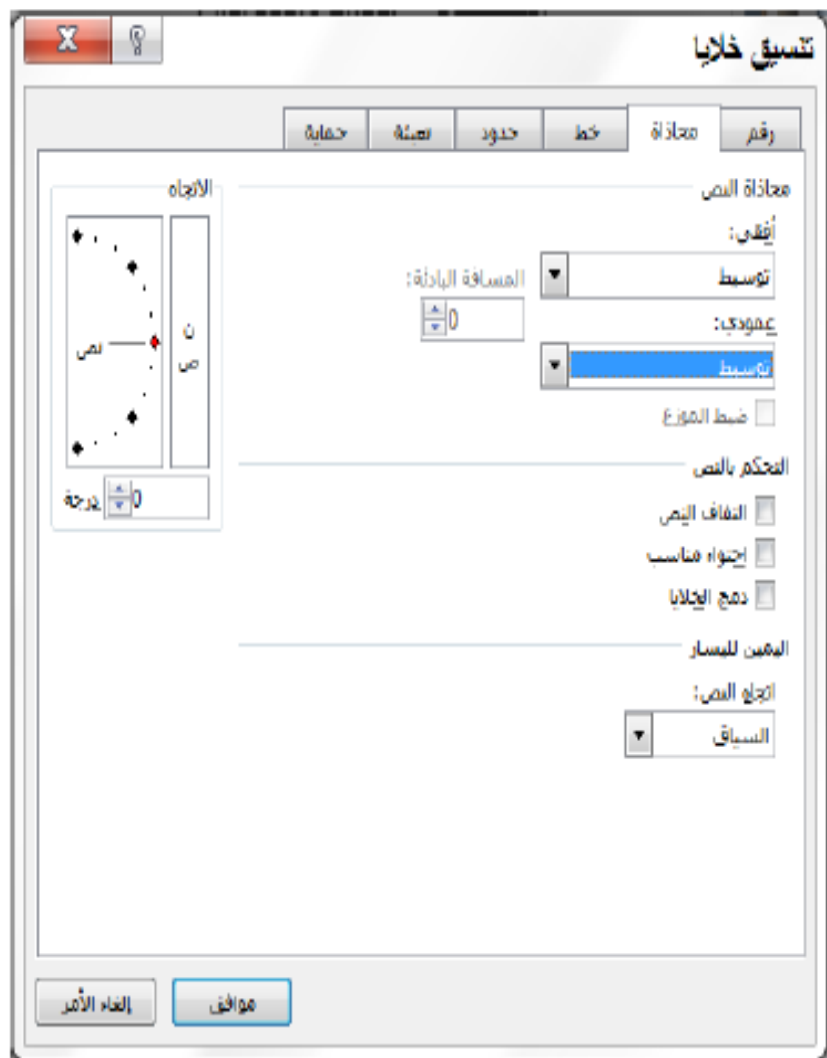 تنسيق خلايا
رقم
محاذاة
خط
حدود
تعبئة
حماية
محاذاة النص
أفقي:
توسيط
المسافة البادئة:
0
عمودي:
توسيط
ضبط الموزع
التحكم بالنص
التفاف النص
احتواء مناسب
دمج الخلايا
اليمين لليسار
اتجاه النص:
السياق
الاتجاه
ن
ص
نص
0
درجة
موافق
إلغاء الأمر